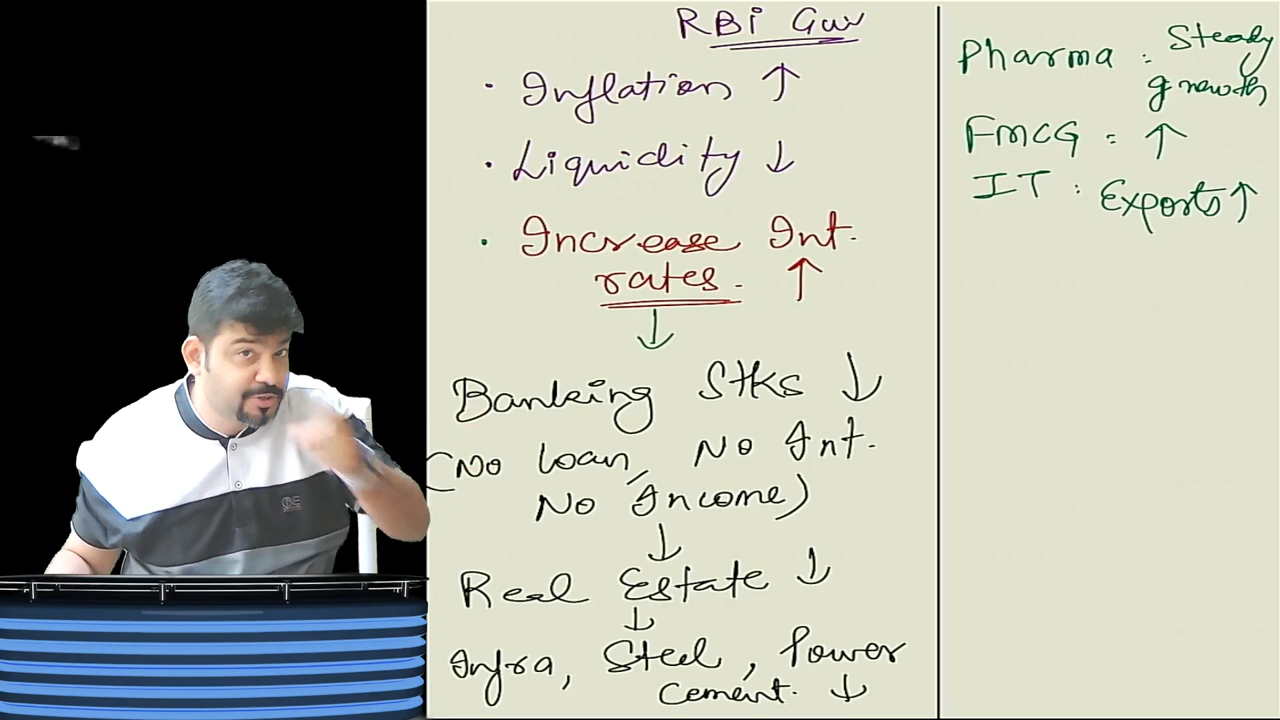 RBi Guv
• Inflation ↑
• Liquidity ↓
• Increase Int.
rates. ↑
↓
Banking Stks ↓
(No loan, No Int.
No Income)
↓
Real Estate ↓
↓
Infra, Steel, Power
cement. ↓
Pharma : Steady
growth
FMCG : ↑
IT : Exports ↑